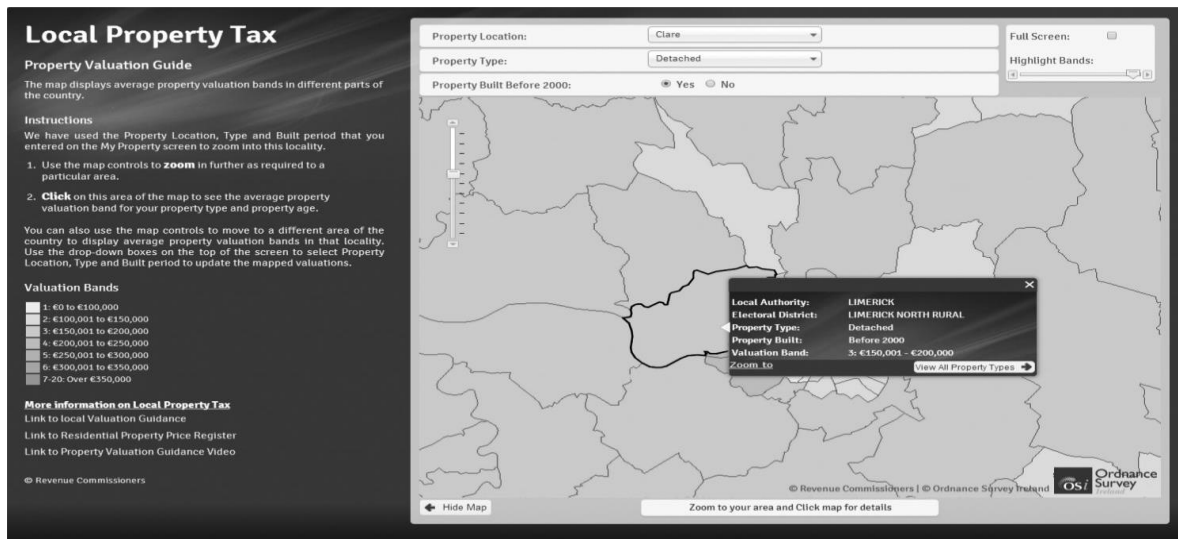 Local Property Tax
Property Valuation Guide
The map displays average property valuation bands in different parts of
the country.
Instructions
We have used the Property Location, Type and Built period that you
entered on the My Property screen to zoom into this locality.
1. Use the map controls to zoom in further as required to a
particular area.
2. Click on this area of the map to see the average property
valuation band for your property type and property age.
You can also use the map controls to move to a different area of the
country to display average property valuation bands in that locality.
Use the drop-down boxes on the top of the screen to select Property
Location, Type and Built period to update the mapped valuations.
Valuation Bands
1: €0 to €100,000
2: €100,001 to €150,000
3: €150,001 to €200,000
4: €200,001 to €250,000
5: €250,001 to €300,000
6: €300,001 to €350,000
7-20: Over €350,000
More information on Local Property Tax
Link to local Valuation Guidance
Link to Residential Property Price Register
Link to Property Valuation Guidance Video
© Revenue Commissioners
Property Location: Clare
Property Type: Detached
Property Built Before 2000: Yes No
Full Screen:
Highlight Bands:
Local Authority: LIMERICK
Electoral District: LIMERICK NORTH RURAL
Property Type: Detached
Property Built: Before 2000
Valuation Band: 3: €150,001 - €200,000
Zoom to View All Property Types
© Revenue Commissioners | © Ordnance Survey Ireland
osi Ordnance
Survey
Ireland
Hide Map
Zoom to your area and Click map for details